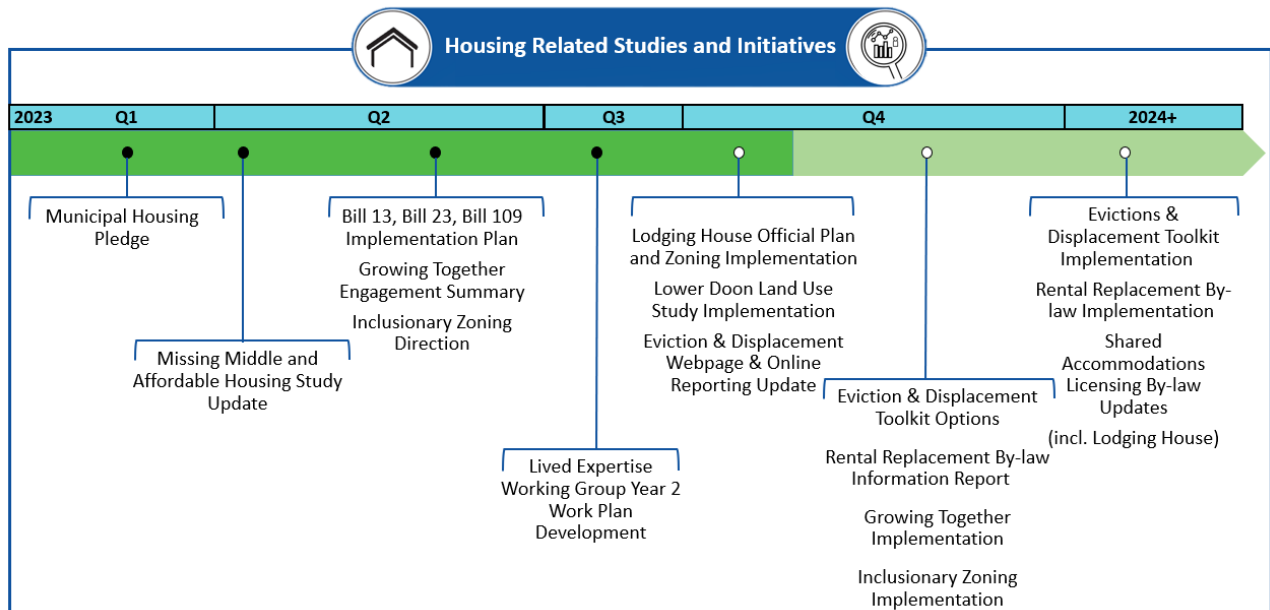 Housing Related Studies and Initiatives
2023
Q1
Q2
Q3
Q4
2024+
Municipal Housing
Pledge
Missing Middle and
Affordable Housing Study
Update
Bill 13, Bill 23, Bill 109
Implementation Plan
Growing Together
Engagement Summary
Inclusionary Zoning
Direction
Lived Expertise
Working Group Year 2
Work Plan
Development
Lodging House Official Plan
and Zoning Implementation
Lower Doon Land Use
Study Implementation
Eviction & Displacement
Webpage & Online
Reporting Update
Eviction & Displacement
Toolkit Options
Rental Replacement By-law
Information Report
Growing Together
Implementation
Inclusionary Zoning
Implementation
Evictions &
Displacement Toolkit
Implementation
Rental Replacement By-
law Implementation
Shared
Accommodations
Licensing By-law
Updates
(incl. Lodging House)